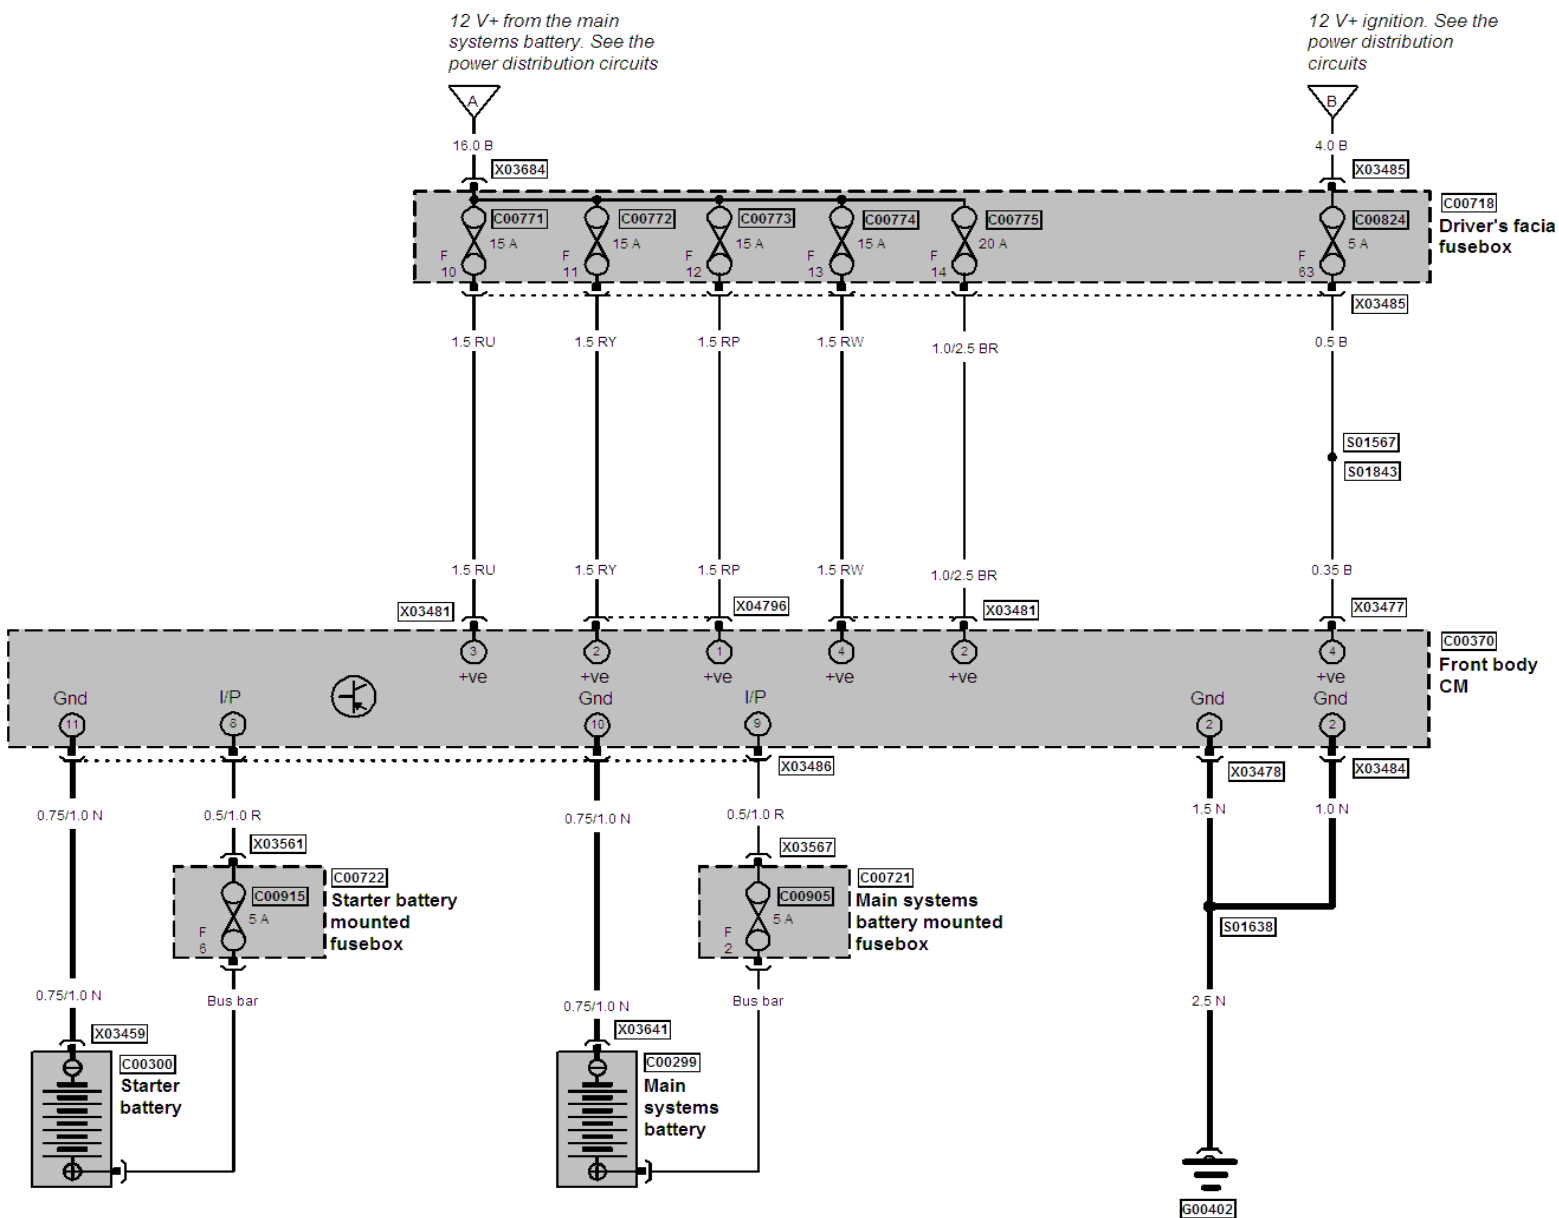 12 V+ from the main
systems battery. See the
power distribution circuits
12 V+ ignition. See the
power distribution
circuits
A
B
16.0 B
4.0 B
X03684
X03485
C00771
C00772
C00773
C00774
C00775
C00824
C00718
Driver's facia
fusebox
15 A
15 A
15 A
15 A
20 A
5 A
F
10
F
11
F
12
F
13
F
14
F
63
X03485
1.5 RU
1.5 RY
1.5 RP
1.5 RW
1.0/2.5 BR
0.5 B
S01567
S01843
1.5 RU
1.5 RY
1.5 RP
1.5 RW
1.0/2.5 BR
0.35 B
X03481
X04796
X03481
X03477
3
2
1
4
2
4
+ve
+ve
+ve
+ve
+ve
+ve
C00370
Front body
CM
Gnd
I/P
Gnd
I/P
Gnd
Gnd
11
8
10
9
2
2
X03486
X03478
X03484
0.75/1.0 N
0.5/1.0 R
0.75/1.0 N
0.5/1.0 R
1.5 N
1.0 N
X03561
X03567
C00722
Starter battery
mounted
fusebox
C00915
5 A
F
6
C00721
Main systems
battery mounted
fusebox
C00905
5 A
F
2
S01638
0.75/1.0 N
Bus bar
0.75/1.0 N
Bus bar
2.5 N
X03459
X03641
C00300
Starter
battery
C00299
Main
systems
battery
G00402